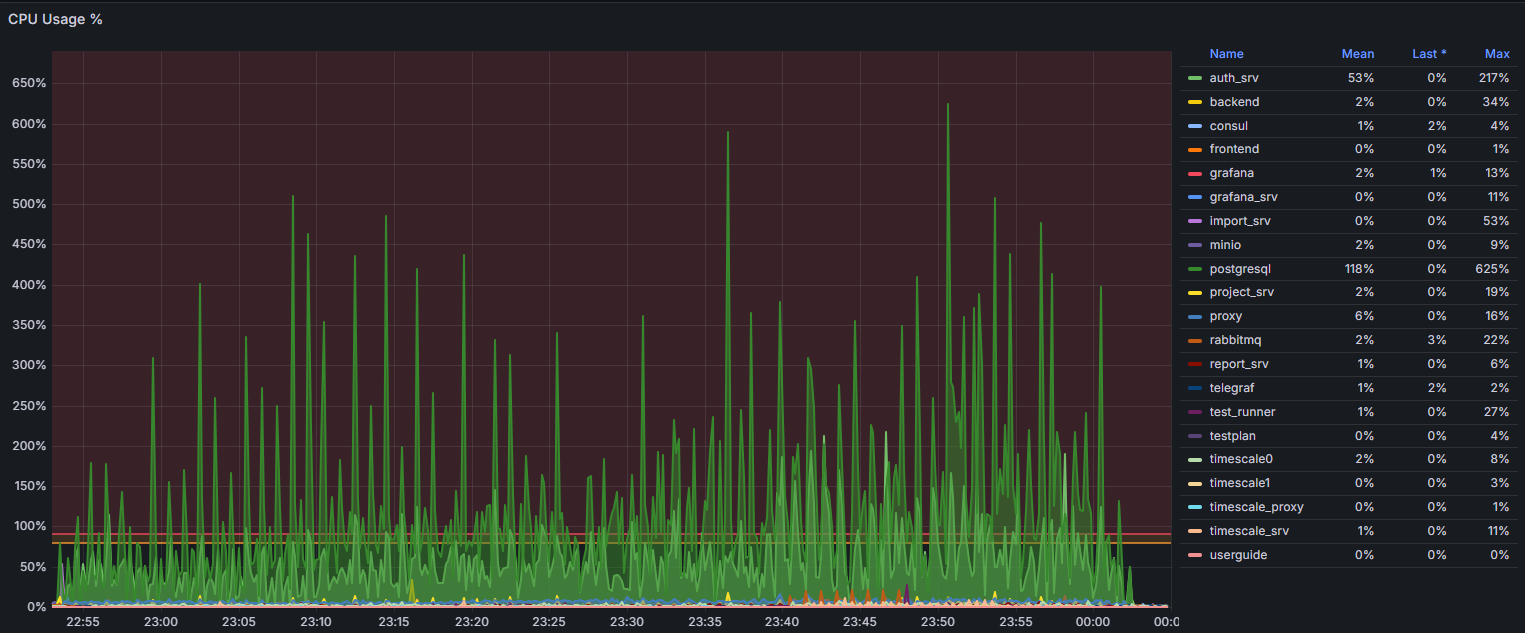 CPU Usage %
650%
600%
550%
500%
450%
400%
350%
300%
250%
200%
150%
100%
50%
0%
22:55 23:00 23:05 23:10 23:15 23:20 23:25 23:30 23:35 23:40 23:45 23:50 23:55 00:00 00:0
Name Mean Last * Max
auth_srv 53% 0% 217%
backend 2% 0% 34%
consul 1% 2% 4%
frontend 0% 0% 1%
grafana 2% 1% 13%
grafana_srv 0% 0% 11%
import_srv 0% 0% 53%
minio 2% 0% 9%
postgresql 118% 0% 625%
project_srv 2% 0% 19%
proxy 6% 0% 16%
rabbitmq 2% 3% 22%
report_srv 1% 0% 6%
telegraf 1% 2% 2%
test_runner 1% 0% 27%
testplan 0% 0% 4%
timescale0 2% 0% 8%
timescale1 0% 0% 3%
timescale_proxy 0% 0% 1%
timescale_srv 1% 0% 11%
userguide 0% 0% 0%